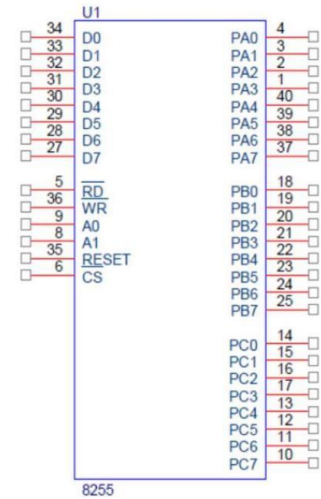 U1
34 D0 PA0 4
33 D1 PA1 3
32 D2 PA2 2
31 D3 PA3 1
30 D4 PA4 40
29 D5 PA5 39
28 D6 PA6 38
27 D7 PA7 37
5 RD PB0 18
36 WR PB1 19
9 A0 PB2 20
8 A1 PB3 21
35 RESET PB4 22
6 CS PB5 23
PB6 24
PB7 25
PC0 14
PC1 15
PC2 16
PC3 17
PC4 13
PC5 12
PC6 11
PC7 10
8255